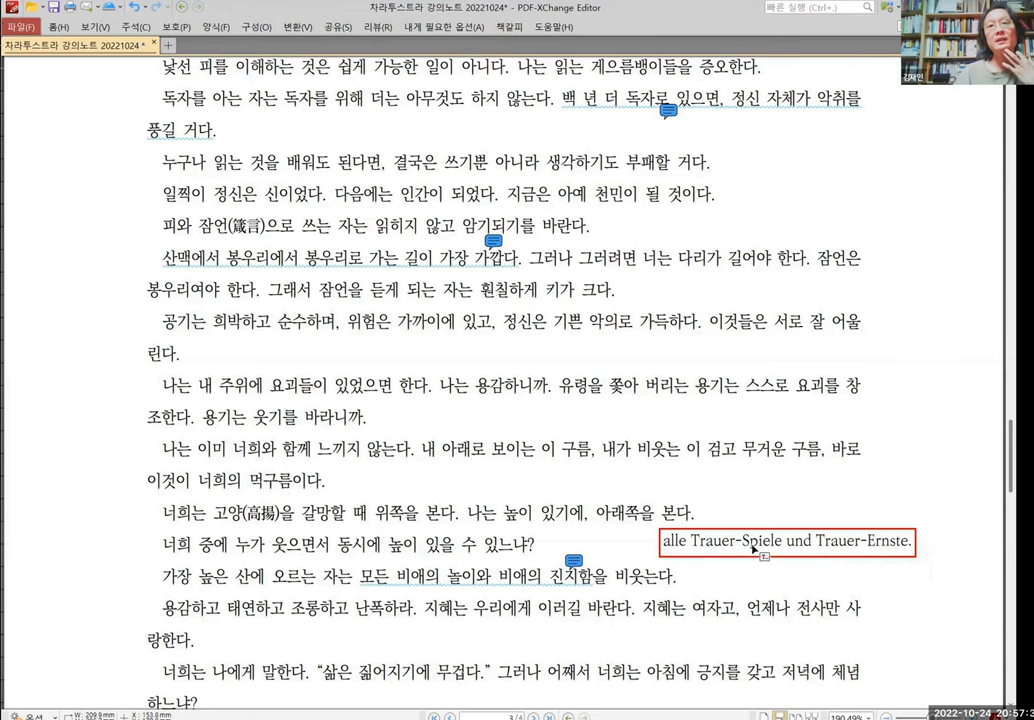 차라투스트라 강의노트 20221024* - PDF-XChange Editor
빠른 실행 (Ctrl+.)
파일(F) 홈(H) 보기(V) 보호(P) 주석(C) 양식(F) 구성(O) 변환(V) 공유(S) 리뷰(R) 내게 필요한 옵션(A) 책갈피 도움말(H)
차라투스트라 강의노트 20221024 *
김재인
낯선 피를 이해하는 것은 쉽게 가능한 일이 아니다. 나는 읽는 게으름뱅이들을 증오한다.
독자를 아는 자는 독자를 위해 더는 아무것도 하지 않는다. 백 년 더 독자로 있으면, 정신 자체가 악취를
풍길 거다.
누구나 읽는 것을 배워도 된다면, 결국은 쓰기뿐 아니라 생각하기도 부패할 거다.
일찍이 정신은 신이었다. 다음에는 인간이 되었다. 지금은 아예 천민이 될 것이다.
피와 잠언(箴言)으로 쓰는 자는 읽히지 않고 암기되기를 바란다.
산맥에서 봉우리에서 봉우리로 가는 길이 가장 가깝다. 그러나 그러려면 너는 다리가 길어야 한다. 잠언은
봉우리여야 한다. 그래서 잠언을 듣게 되는 자는 훤칠하게 키가 크다.
공기는 희박하고 순수하며, 위험은 가까이에 있고, 정신은 기쁜 악의로 가득하다. 이것들은 서로 잘 어울
린다.
나는 내 주위에 요괴들이 있었으면 한다. 나는 용감하니까. 유령을 쫓아 버리는 용기는 스스로 요괴를 창
조한다. 용기는 웃기를 바라니까.
나는 이미 너희와 함께 느끼지 않는다. 내 아래로 보이는 이 구름, 내가 비웃는 이 검고 무거운 구름, 바로
이것이 너희의 먹구름이다.
너희는 고양(高揚)을 갈망할 때 위쪽을 본다. 나는 높이 있기에, 아래쪽을 본다.
너희 중에 누가 웃으면서 동시에 높이 있을 수 있느냐?
alle Trauer-Spiele und Trauer-Ernste.
가장 높은 산에 오르는 자는 모든 비애의 놀이와 비애의 진지함을 비웃는다.
용감하고 태연하고 조롱하고 난폭하라. 지혜는 우리에게 이러길 바란다. 지혜는 여자고, 언제나 전사만 사
랑한다.
너희는 나에게 말한다. “삶은 짊어지기에 무겁다.” 그러나 어째서 너희는 아침에 긍지를 갖고 저녁에 체념
하느냐?
옵션 W: 209.9mm X: 153.8mm 3/4 190.49%
2022-10-24 20:57:3